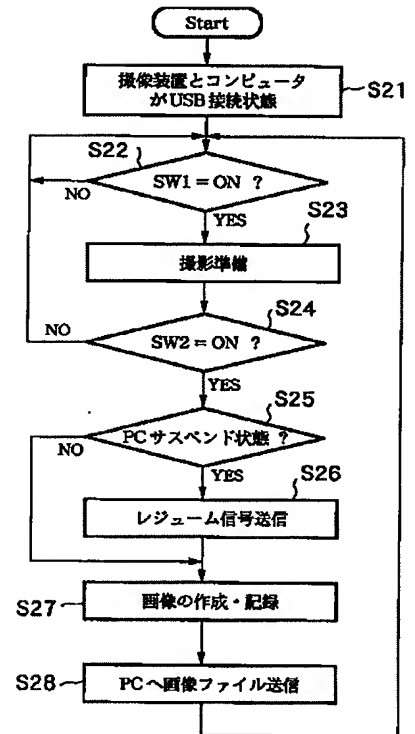 Start
撮像装置とコンピュータ
がUSB接続状態
S21
S22
SW1 = ON ?
NO
YES
S23
撮影準備
S24
NO
SW2 = ON ?
YES
S25
PCサスペンド状態 ?
NO
YES
S26
レジューム信号送信
画像の作成・記録
S27
PCへ画像ファイル送信
S28